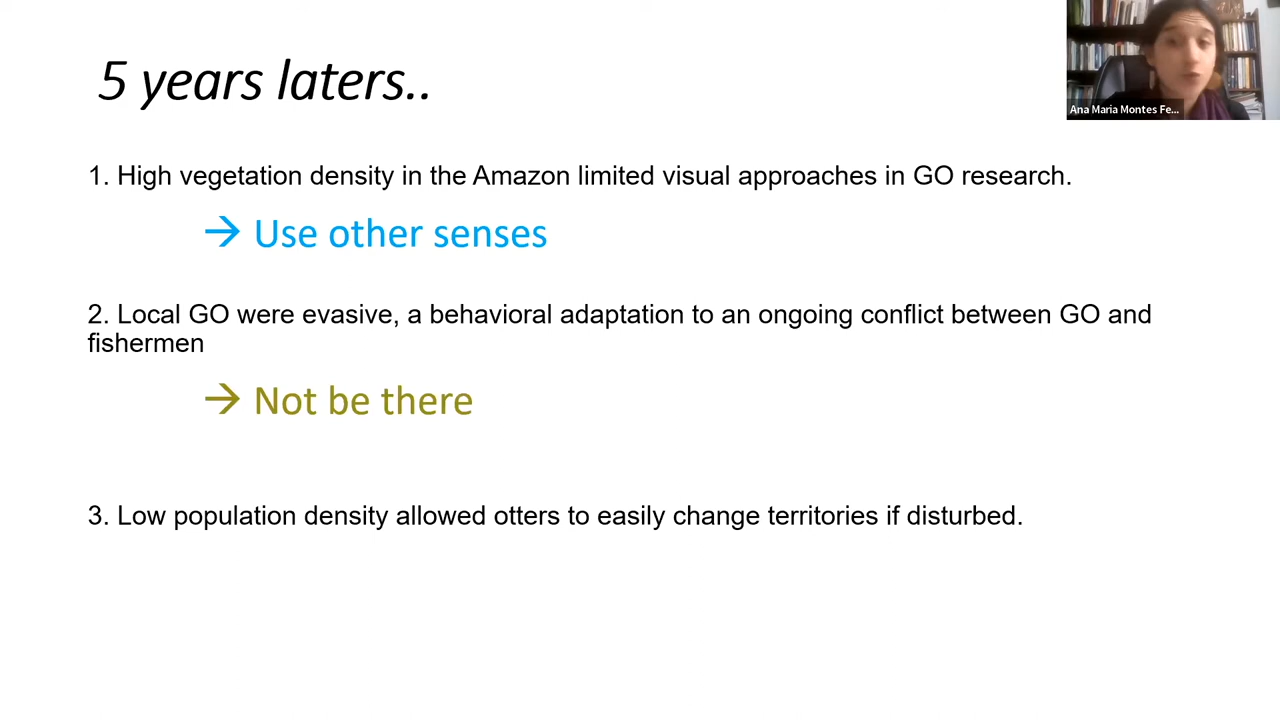 5 years laters..
Ana Maria Montes Fe...
1. High vegetation density in the Amazon limited visual approaches in GO research.
→ Use other senses
2. Local GO were evasive, a behavioral adaptation to an ongoing conflict between GO and
fishermen
→ Not be there
3. Low population density allowed otters to easily change territories if disturbed.